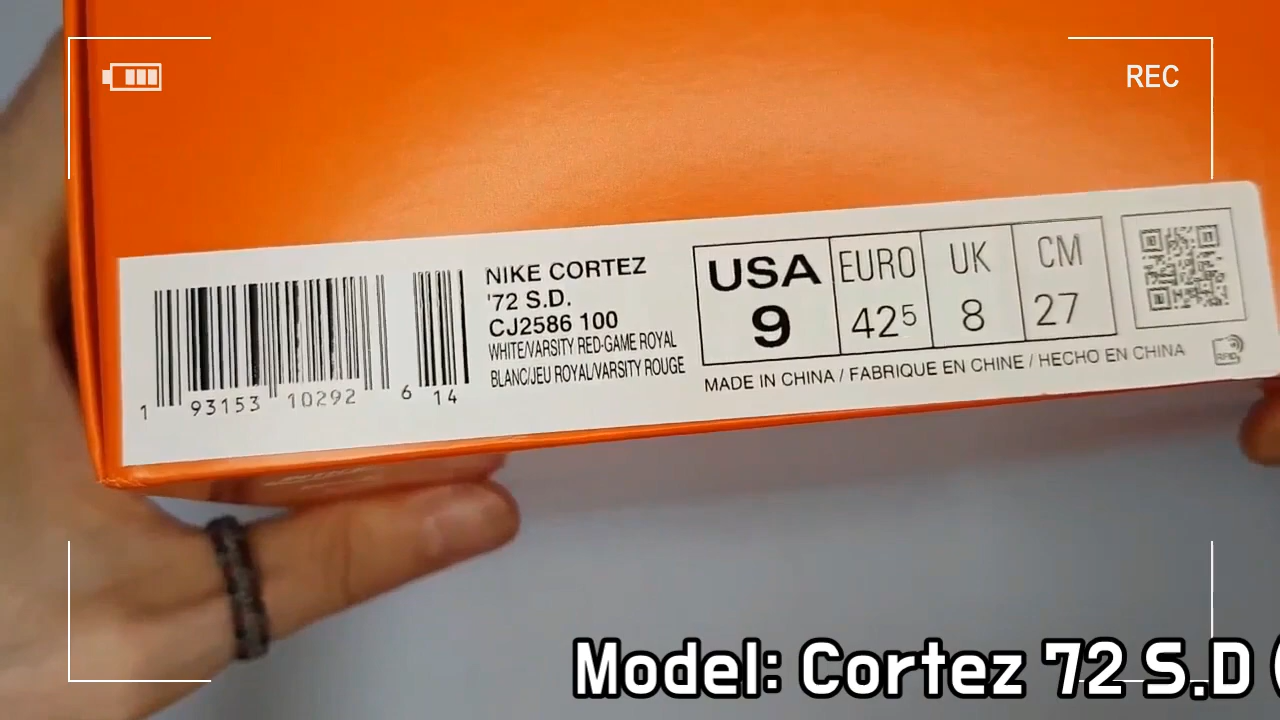 REC
NIKE CORTEZ
'72 S.D.
CJ2586 100
WHITE/VARSITY RED-GAME ROYAL
BLANC/JEU ROYAL/VARSITY ROUGE
1 93153 10292 6 14
USA EURO UK CM
9 425 8 27
MADE IN CHINA / FABRIQUE EN CHINE / HECHO EN CHINA
Model: Cortez 72 S.D (